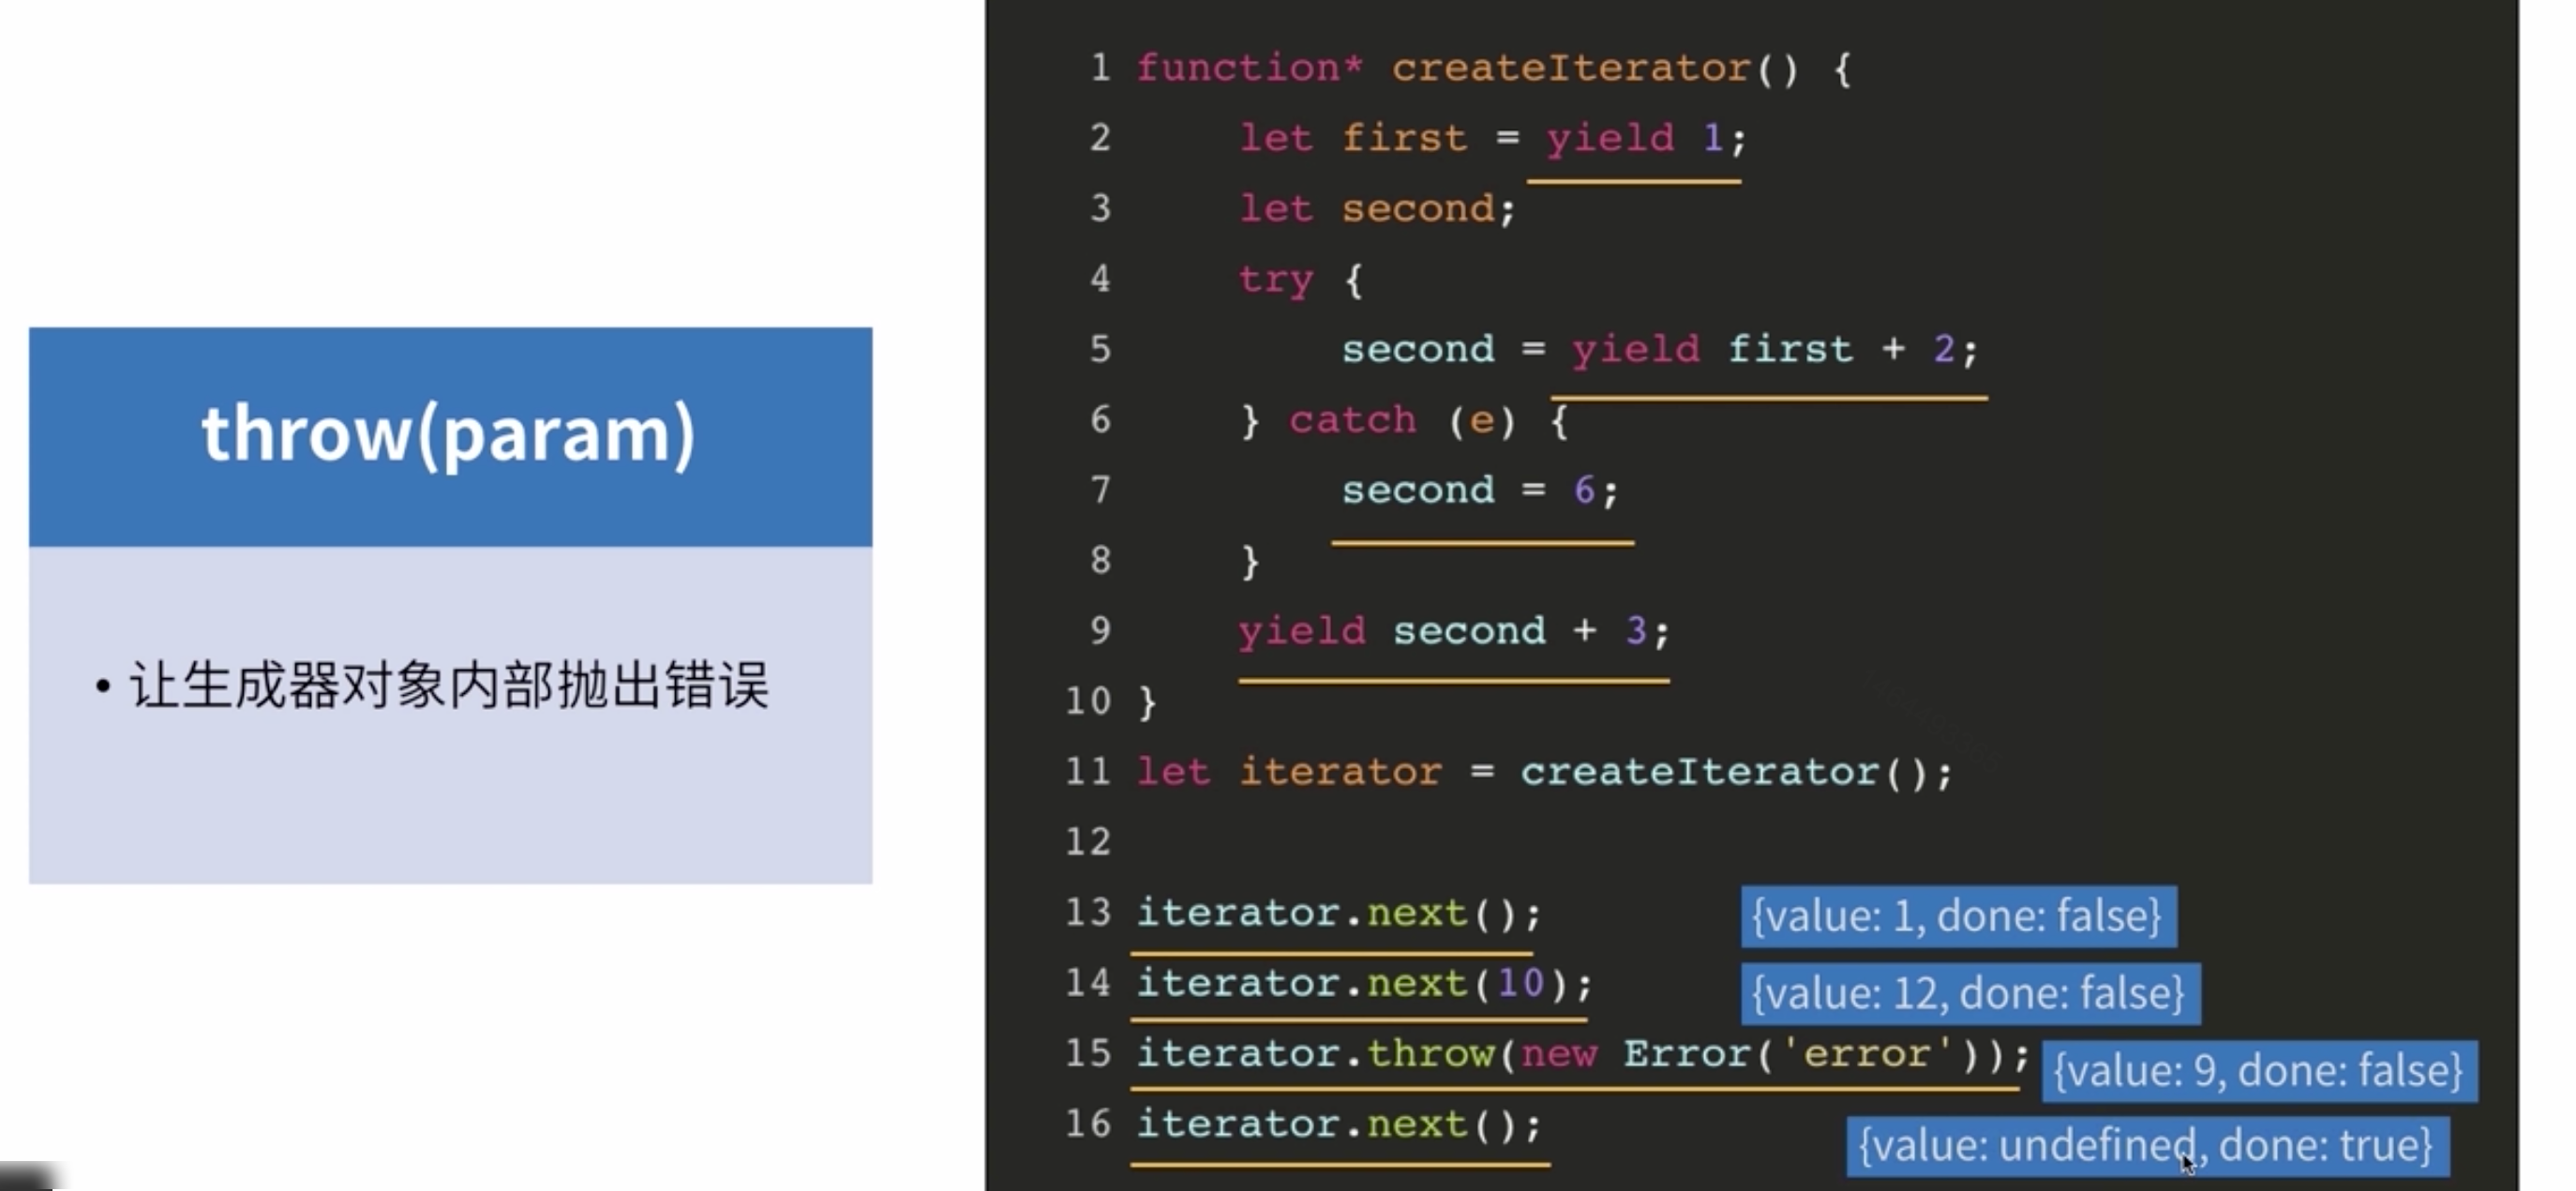 throw(param)
• 让生成器对象内部抛出错误
1 function* createIterator() {
2     let first = yield 1;
3     let second;
4     try {
5         second = yield first + 2;
6     } catch (e) {
7         second = 6;
8     }
9     yield second + 3;
10 }
11 let iterator = createIterator();
12
13 iterator.next(); {value: 1, done: false}
14 iterator.next(10); {value: 12, done: false}
15 iterator.throw(new Error('error')); {value: 9, done: false}
16 iterator.next(); {value: undefined, done: true}